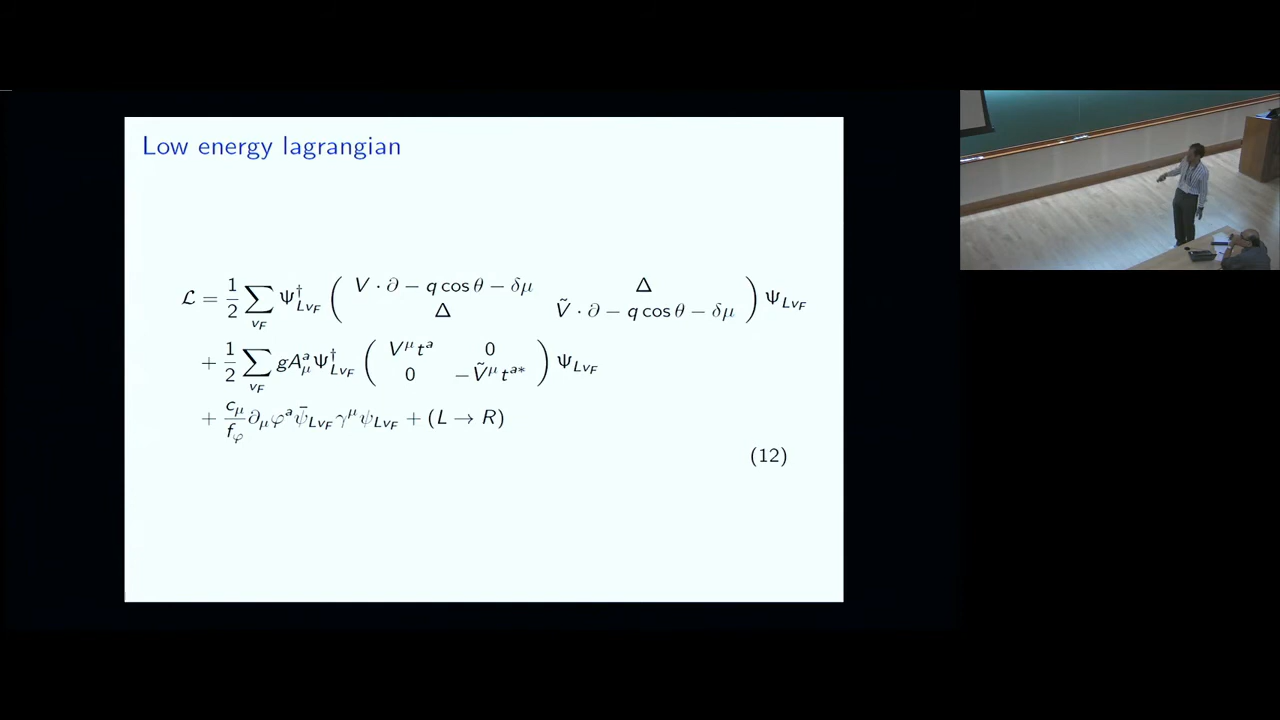 Low energy lagrangian
ℒ = 1/2 ∑_{v_F} Ψ†_{Lv_F} ( V · ∂ − q cos θ − δμ   Δ ; Δ   Ṽ · ∂ − q cos θ − δμ ) Ψ_{Lv_F}
+ 1/2 ∑_{v_F} gA^a_μ Ψ†_{Lv_F} ( V^μ t^a   0 ; 0   −Ṽ^μ t^{a*} ) Ψ_{Lv_F}
+ c_μ/f_φ ∂_μ φ^a ψ̄_{Lv_F} γ^μ ψ_{Lv_F} + (L → R)
(12)